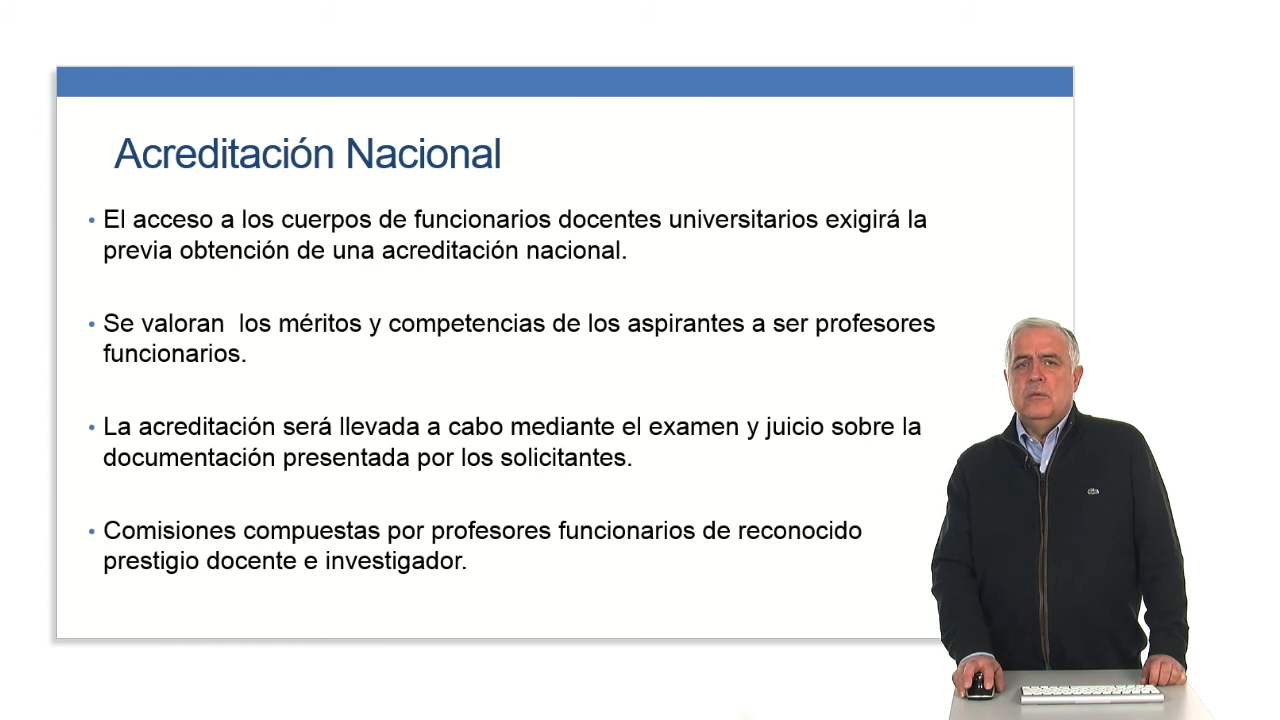 Acreditación Nacional
• El acceso a los cuerpos de funcionarios docentes universitarios exigirá la
previa obtención de una acreditación nacional.
• Se valoran  los méritos y competencias de los aspirantes a ser profesores
funcionarios.
• La acreditación será llevada a cabo mediante el examen y juicio sobre la
documentación presentada por los solicitantes.
• Comisiones compuestas por profesores funcionarios de reconocido
prestigio docente e investigador.